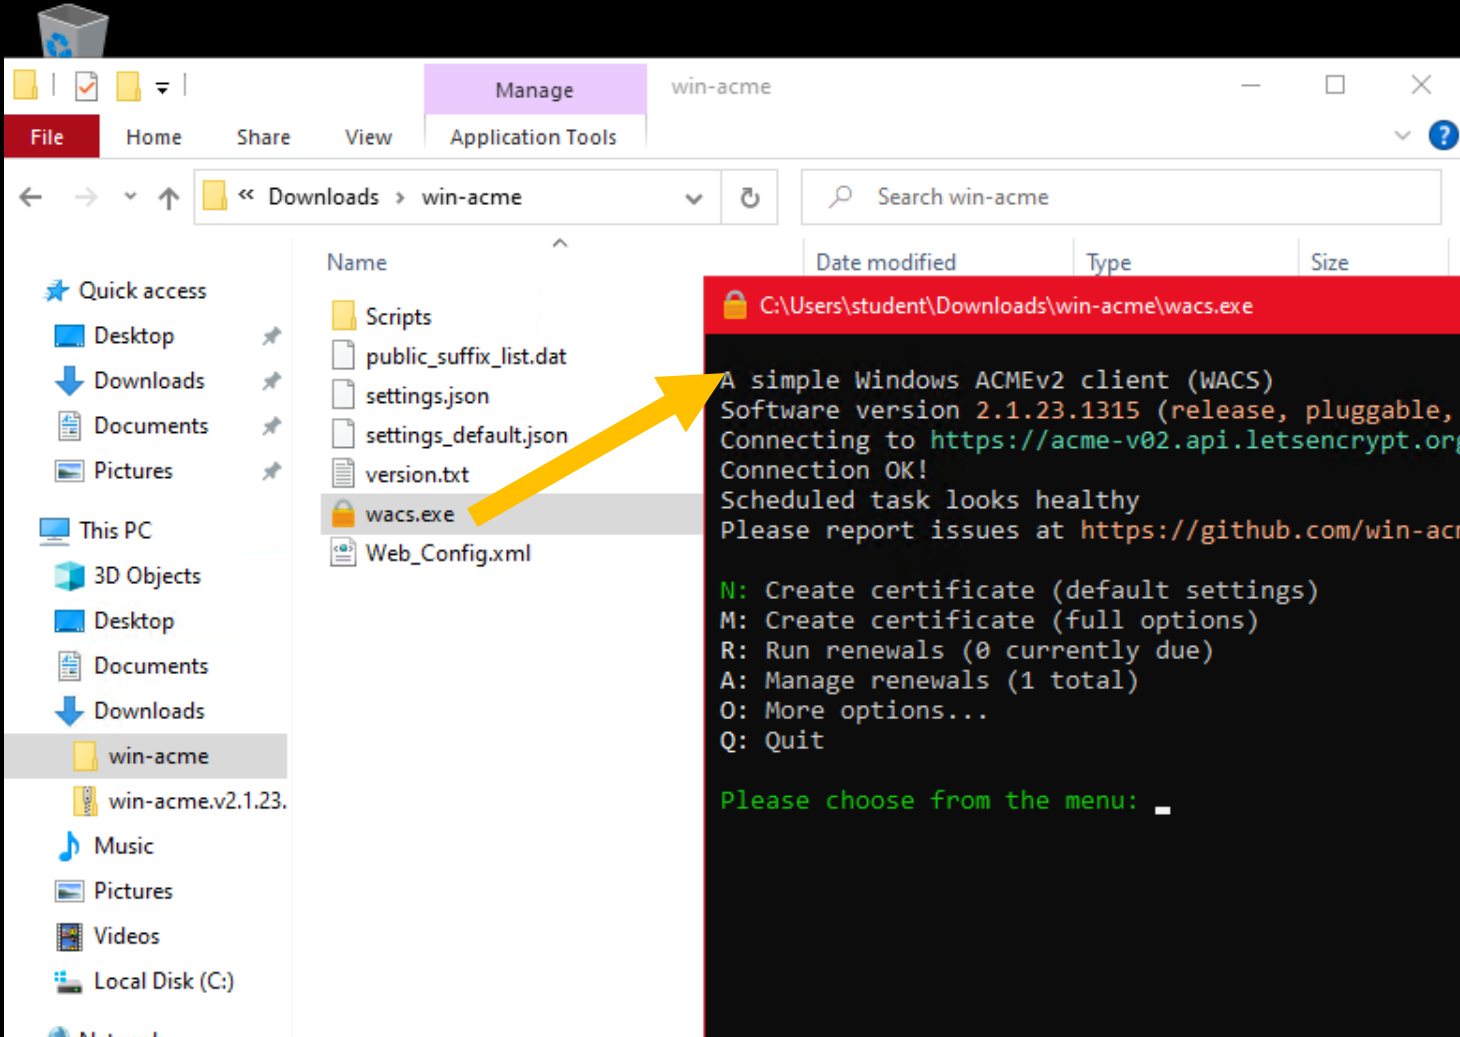 Manage
win-acme
File
Home
Share
View
Application Tools
?
« Downloads › win-acme
Search win-acme
Name
Date modified
Type
Size
Quick access
Desktop
Downloads
Documents
Pictures
This PC
3D Objects
Desktop
Documents
Downloads
win-acme
win-acme.v2.1.23.
Music
Pictures
Videos
Local Disk (C:)
Scripts
public_suffix_list.dat
settings.json
settings_default.json
version.txt
wacs.exe
Web_Config.xml
C:\Users\student\Downloads\win-acme\wacs.exe
A simple Windows ACMEv2 client (WACS)
Software version 2.1.23.1315 (release, pluggable,
Connecting to https://acme-v02.api.letsencrypt.org
Connection OK!
Scheduled task looks healthy
Please report issues at https://github.com/win-acm
N: Create certificate (default settings)
M: Create certificate (full options)
R: Run renewals (0 currently due)
A: Manage renewals (1 total)
O: More options...
Q: Quit
Please choose from the menu: